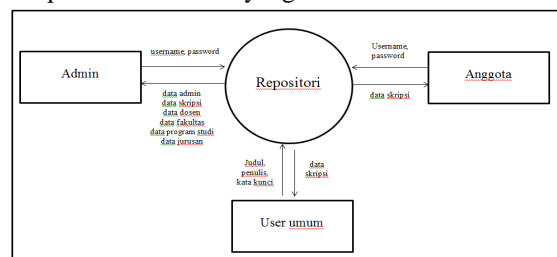 Admin
username, password
data admin
data skripsi
data dosen
data fakultas
data program studi
data jurusan
Repositori
Username,
password
data skripsi
Anggota
Judul,
penulis,
kata kunci
data
skripsi
User umum